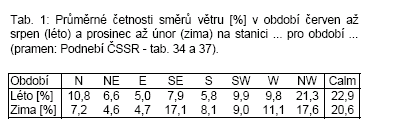 Tab. 1: Průměrné četnosti směrů větru [%] v období červen až
srpen (léto) a prosinec až únor (zima) na stanici ... pro období ...
(pramen: Podnebí ČSSR - tab. 34 a 37).
Období N NE E SE S SW W NW Calm
Léto [%] 10,8 6,6 5,0 7,9 5,8 9,9 9,8 21,3 22,9
Zima [%] 7,2 4,6 4,7 17,1 8,1 9,0 11,1 17,6 20,6